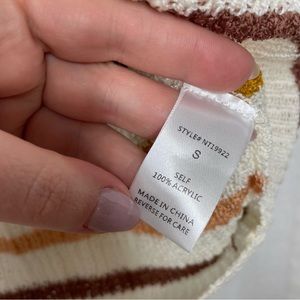 STYLE# NT19922
S
SELF
100% ACRYLIC
MADE IN CHINA
REVERSE FOR CARE